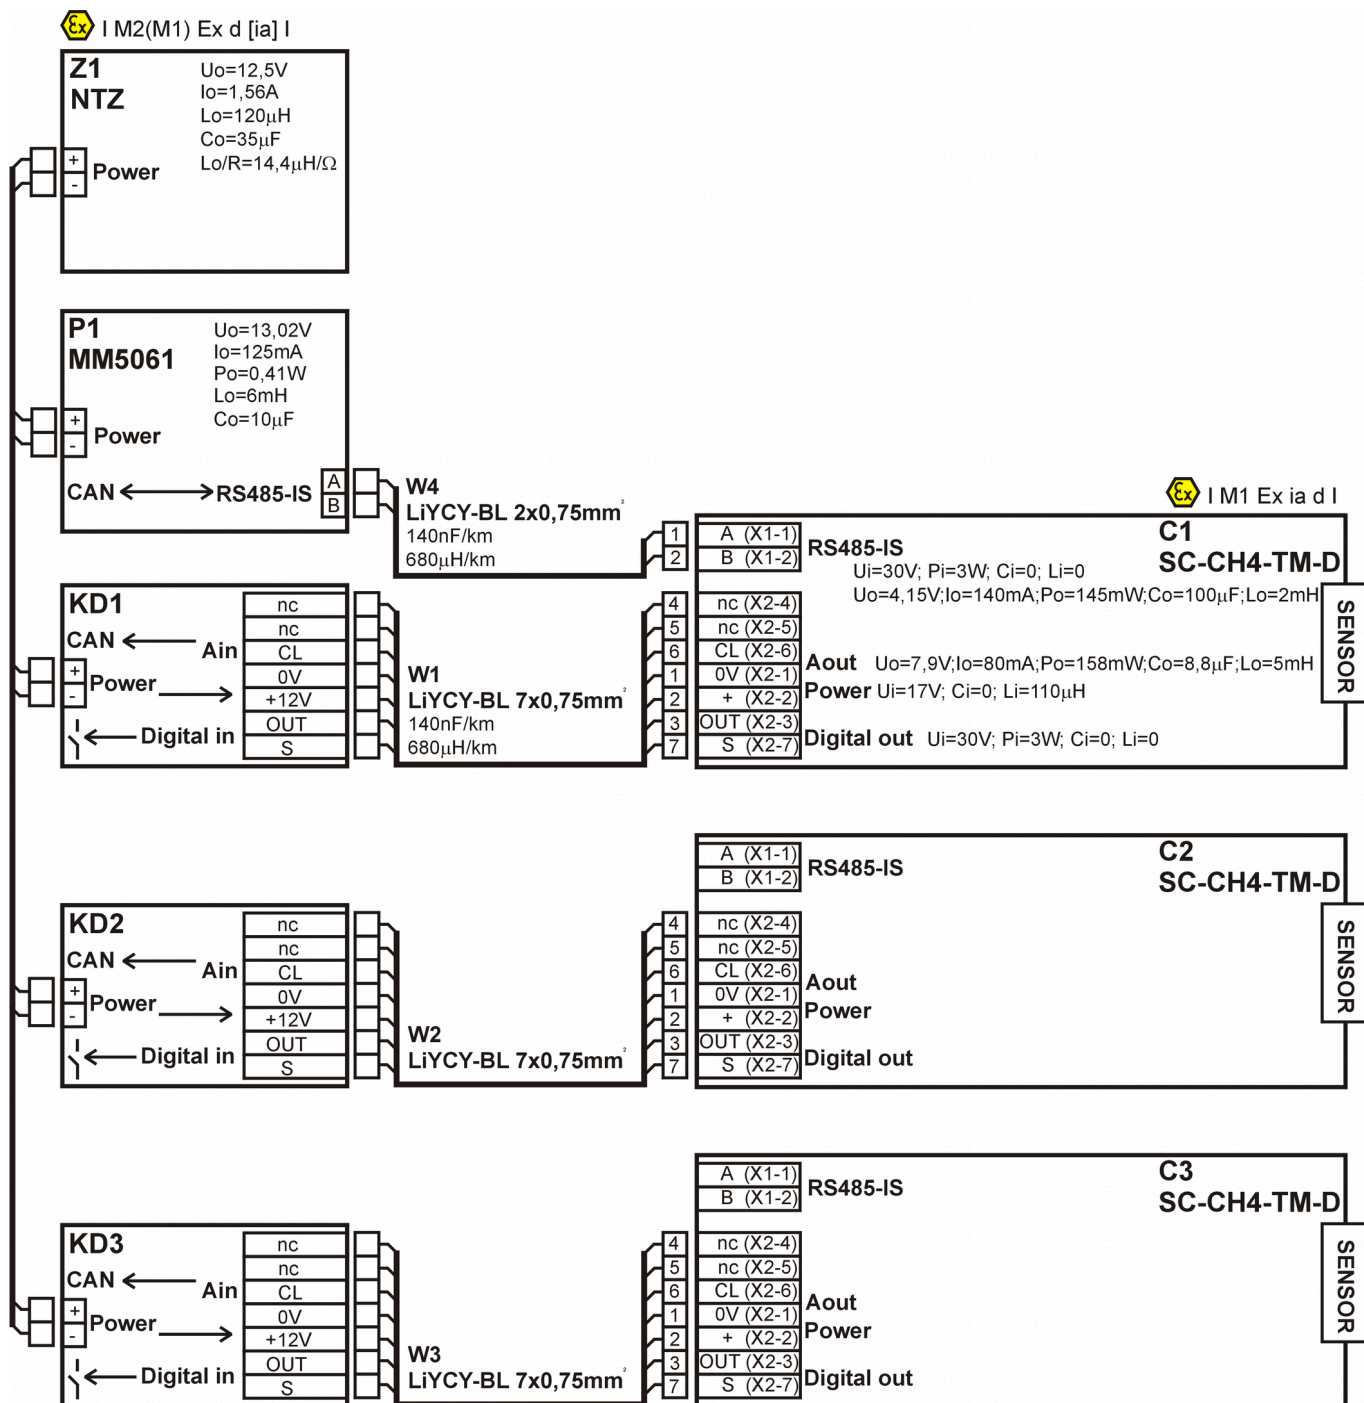 Ex I M2(M1) Ex d [ia] I
Z1
NTZ
Uo=12,5V
Io=1,56A
Lo=120µH
Co=35µF
Lo/R=14,4µH/Ω
+
-
Power
P1
MM5061
Uo=13,02V
Io=125mA
Po=0,41W
Lo=6mH
Co=10µF
+
-
Power
CAN
RS485-IS
A
B
W4
LiYCY-BL 2x0,75mm²
140nF/km
680µH/km
Ex I M1 Ex ia d I
1
2
A (X1-1)
B (X1-2)
RS485-IS
C1
SC-CH4-TM-D
Ui=30V; Pi=3W; Ci=0; Li=0
Uo=4,15V;Io=140mA;Po=145mW;Co=100µF;Lo=2mH
KD1
CAN
Ain
+
-
Power
Digital in
nc
nc
CL
0V
+12V
OUT
S
W1
LiYCY-BL 7x0,75mm²
140nF/km
680µH/km
4
5
6
1
2
3
7
nc (X2-4)
nc (X2-5)
CL (X2-6)
0V (X2-1)
+ (X2-2)
OUT (X2-3)
S (X2-7)
Aout Uo=7,9V;Io=80mA;Po=158mW;Co=8,8µF;Lo=5mH
Power Ui=17V; Ci=0; Li=110µH
Digital out Ui=30V; Pi=3W; Ci=0; Li=0
SENSOR
A (X1-1)
B (X1-2)
RS485-IS
C2
SC-CH4-TM-D
KD2
CAN
Ain
+
-
Power
Digital in
nc
nc
CL
0V
+12V
OUT
S
W2
LiYCY-BL 7x0,75mm²
4
5
6
1
2
3
7
nc (X2-4)
nc (X2-5)
CL (X2-6)
0V (X2-1)
+ (X2-2)
OUT (X2-3)
S (X2-7)
Aout
Power
Digital out
SENSOR
A (X1-1)
B (X1-2)
RS485-IS
C3
SC-CH4-TM-D
KD3
CAN
Ain
+
-
Power
Digital in
nc
nc
CL
0V
+12V
OUT
S
W3
LiYCY-BL 7x0,75mm²
4
5
6
1
2
3
7
nc (X2-4)
nc (X2-5)
CL (X2-6)
0V (X2-1)
+ (X2-2)
OUT (X2-3)
S (X2-7)
Aout
Power
Digital out
SENSOR